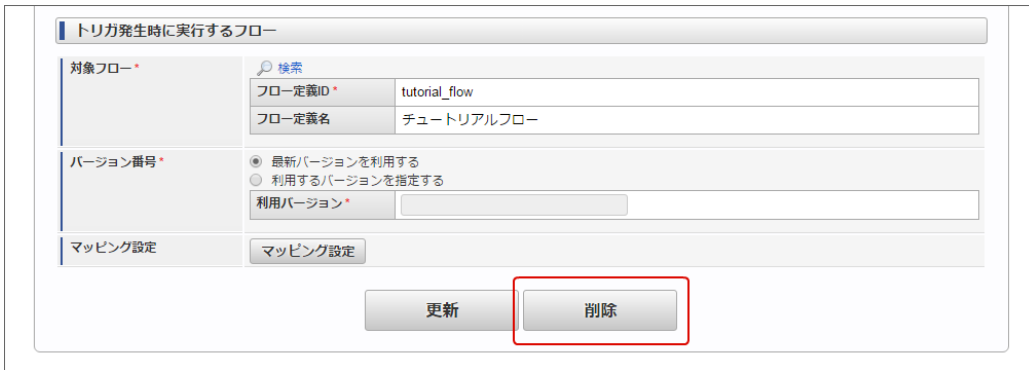 トリガ発生時に実行するフロー
対象フロー*
検索
フロー定義ID*
tutorial_flow
フロー定義名
チュートリアルフロー
バージョン番号*
最新バージョンを利用する
利用するバージョンを指定する
利用バージョン*
マッピング設定
マッピング設定
更新
削除